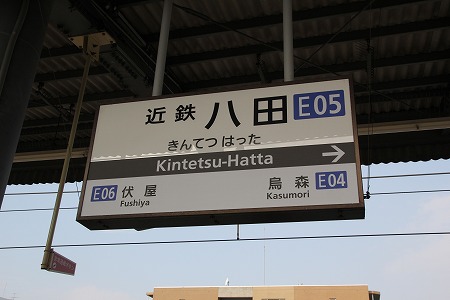 近鉄八田 E05
きんてつはった
Kintetsu-Hatta →
E06 伏屋 烏森 E04
Fushiya Kasumori